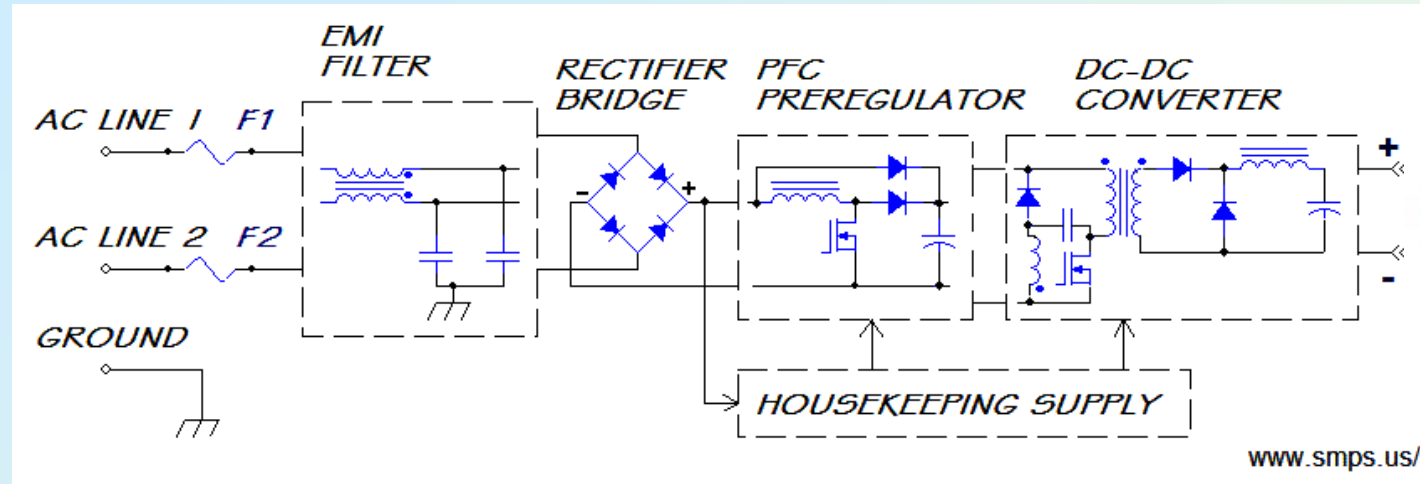 EMI
FILTER
RECTIFIER
BRIDGE
PFC
PREREGULATOR
DC-DC
CONVERTER
AC LINE 1 F1
AC LINE 2 F2
GROUND
- +
+
-
HOUSEKEEPING SUPPLY
www.smps.us/